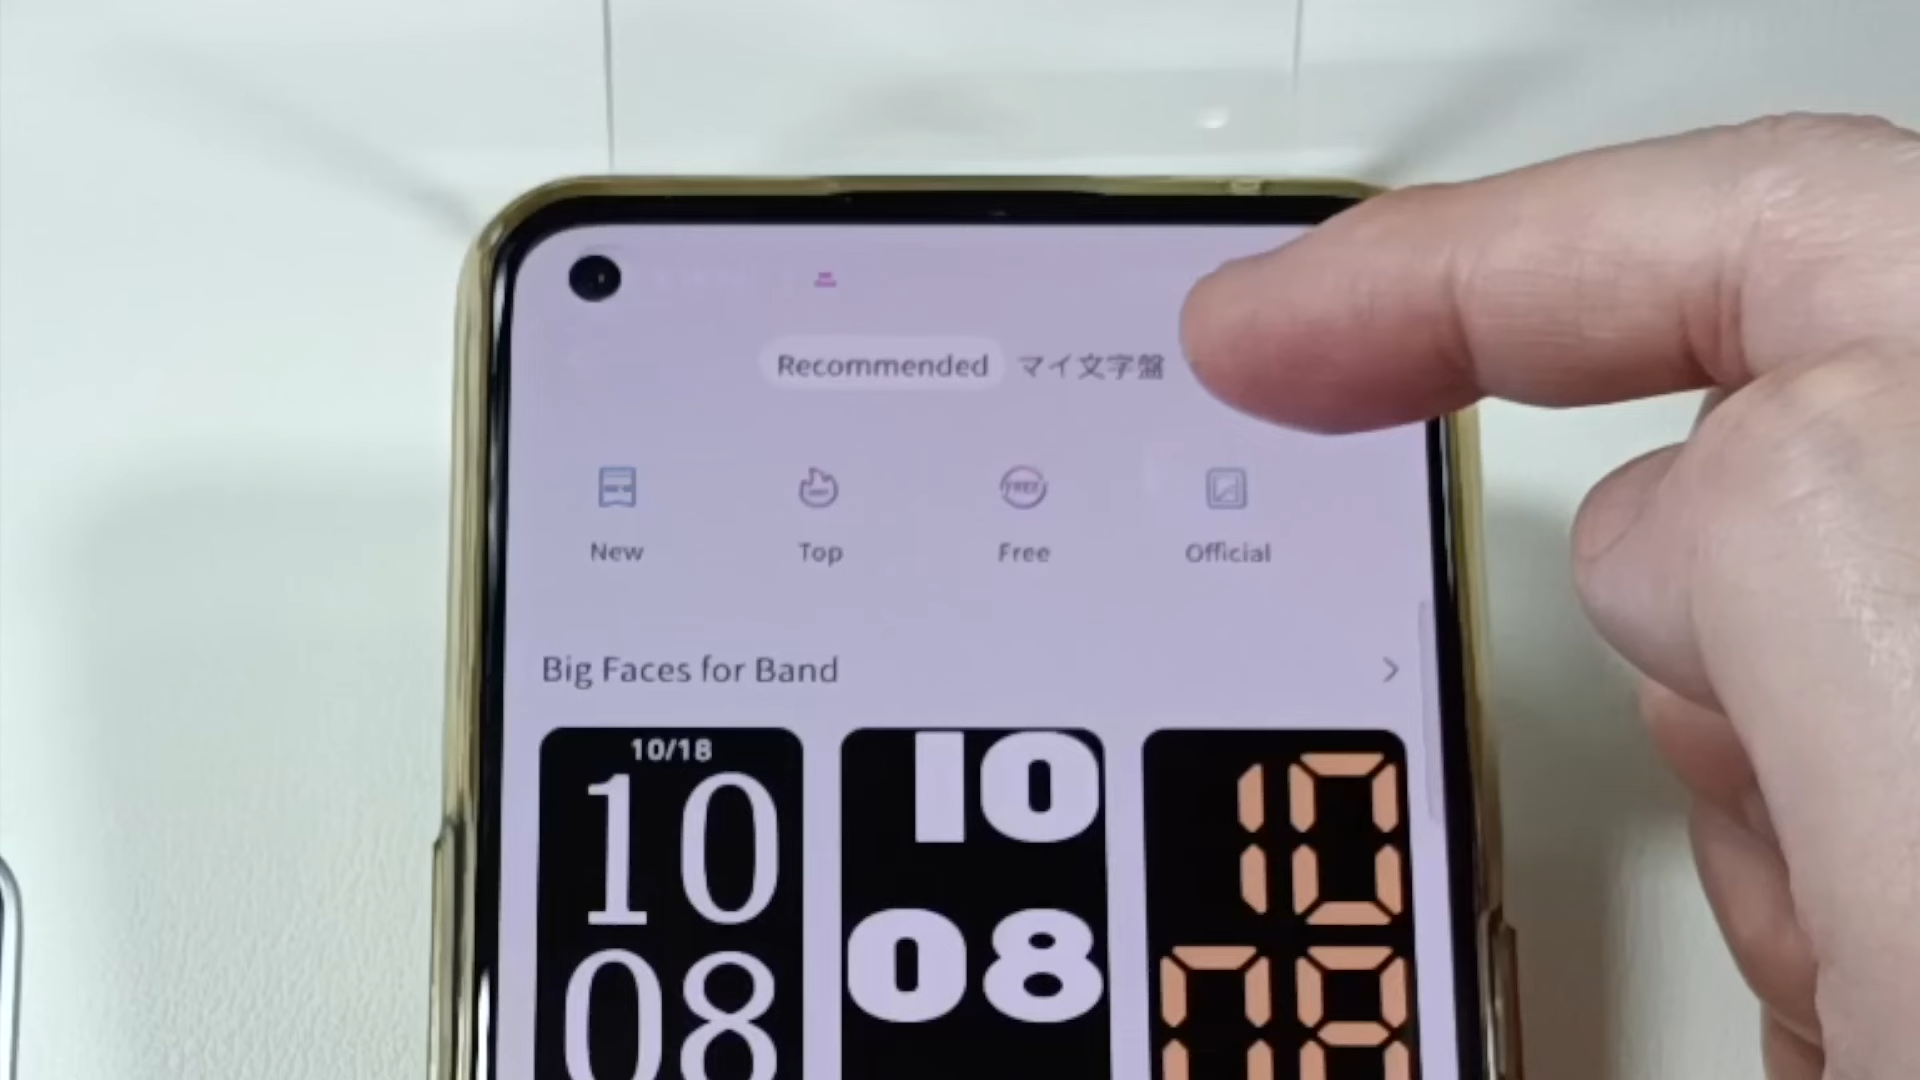 Recommended マイ文字盤
New Top Free Official
Big Faces for Band
10/18
10 10 10
08 08 08